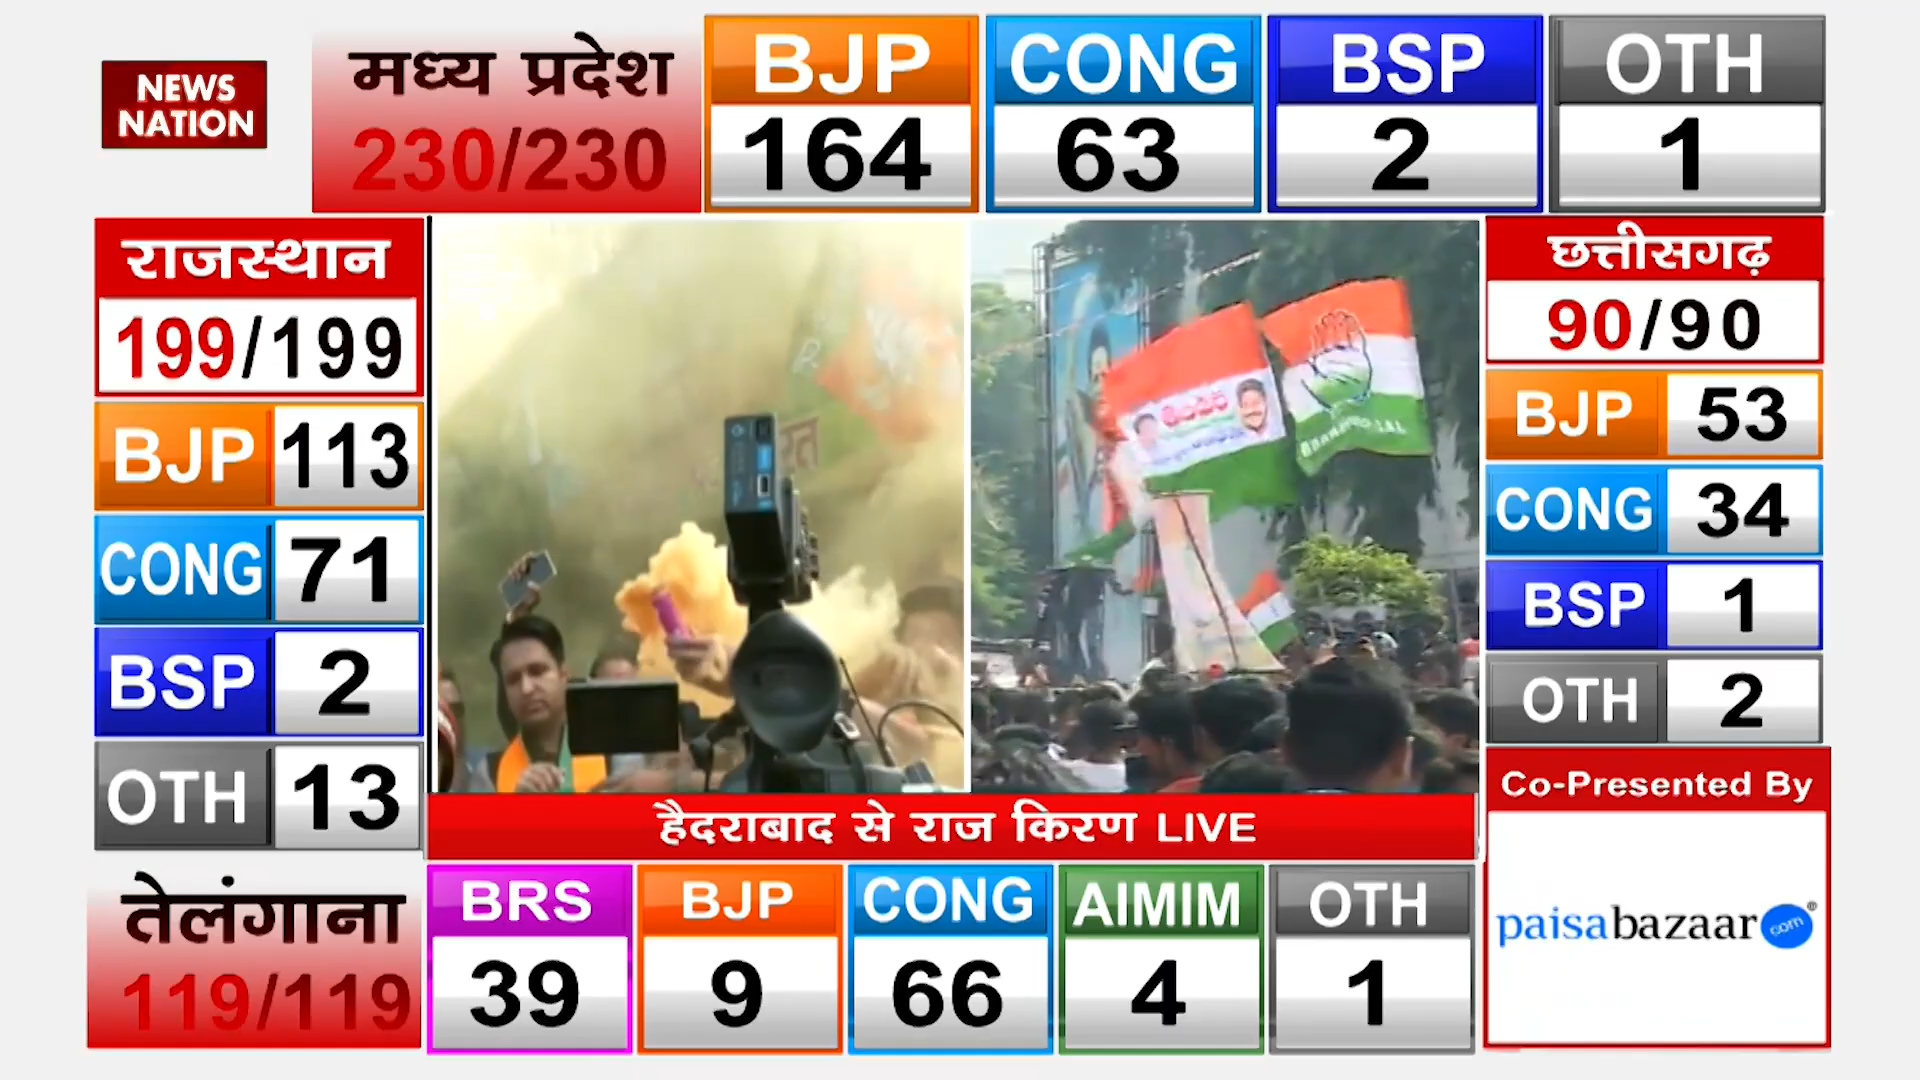 NEWS
NATION
मध्य प्रदेश
230/230
BJP
164
CONG
63
BSP
2
OTH
1
राजस्थान
199/199
BJP 113
CONG 71
BSP 2
OTH 13
छत्तीसगढ़
90/90
BJP 53
CONG 34
BSP 1
OTH 2
Co-Presented By
paisabazaar.com®
हैदराबाद से राज किरण LIVE
तेलंगाना
119/119
BRS
39
BJP
9
CONG
66
AIMIM
4
OTH
1